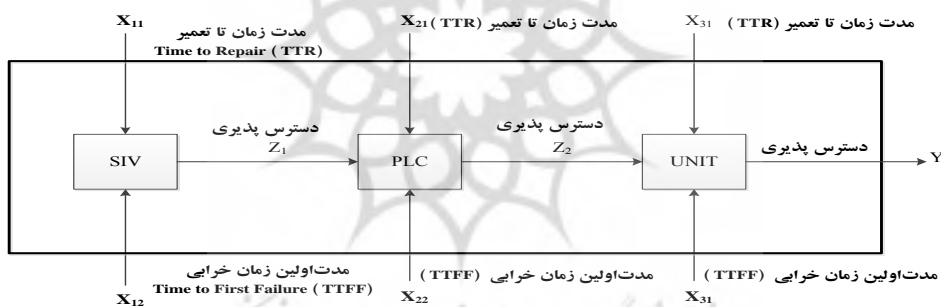 X11
X21 (TTR) مدت زمان تا تعمیر
X31 (TTR) مدت زمان تا تعمیر
مدت زمان تا تعمیر
Time to Repair ( TTR)
دسترس پذیری
Z1
دسترس پذیری
Z2
دسترس پذیری
SIV
PLC
UNIT
Y
مدت‌اولین زمان خرابی
Time to First Failure ( TTFF)
مدت‌اولین زمان خرابی (TTFF)
مدت‌اولین زمان خرابی (TTFF)
X12
X22
X31